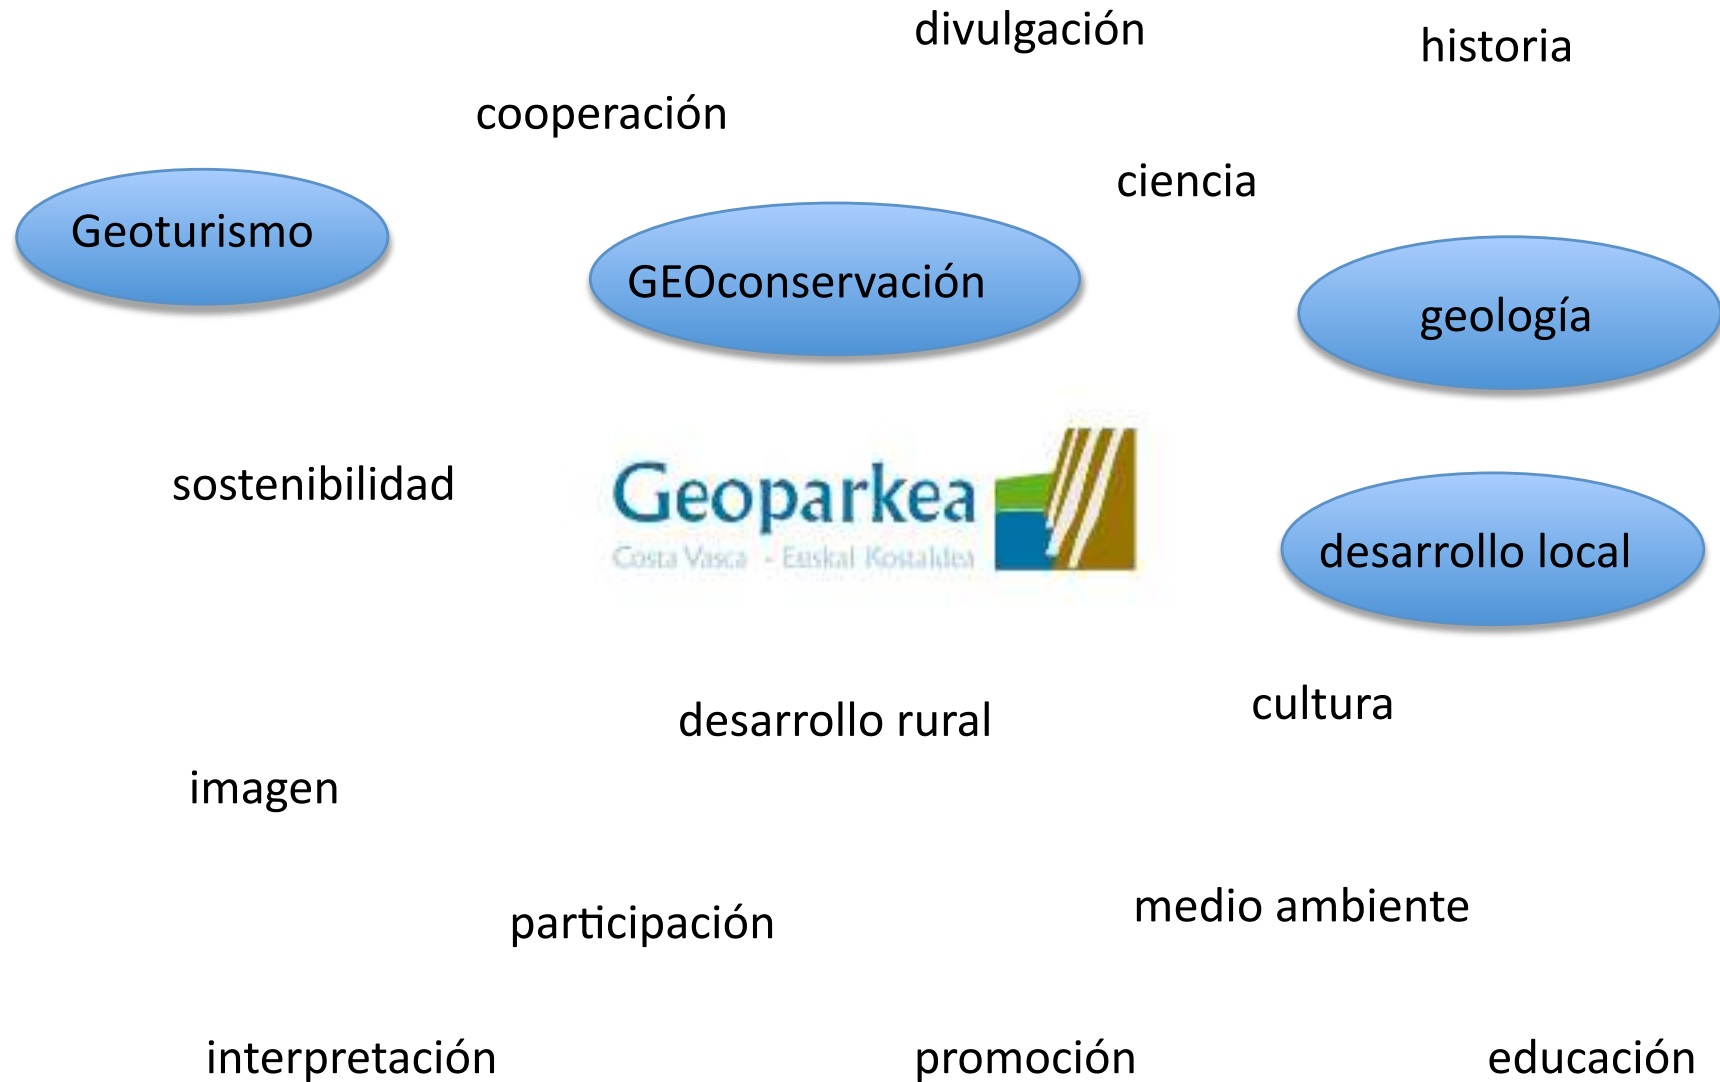 divulgación
historia
cooperación
ciencia
Geoturismo
GEOconservación
geología
sostenibilidad
Geoparkea
Costa Vasca - Euskal Kostaldea
desarrollo local
desarrollo rural
cultura
imagen
participación
medio ambiente
interpretación
promoción
educación